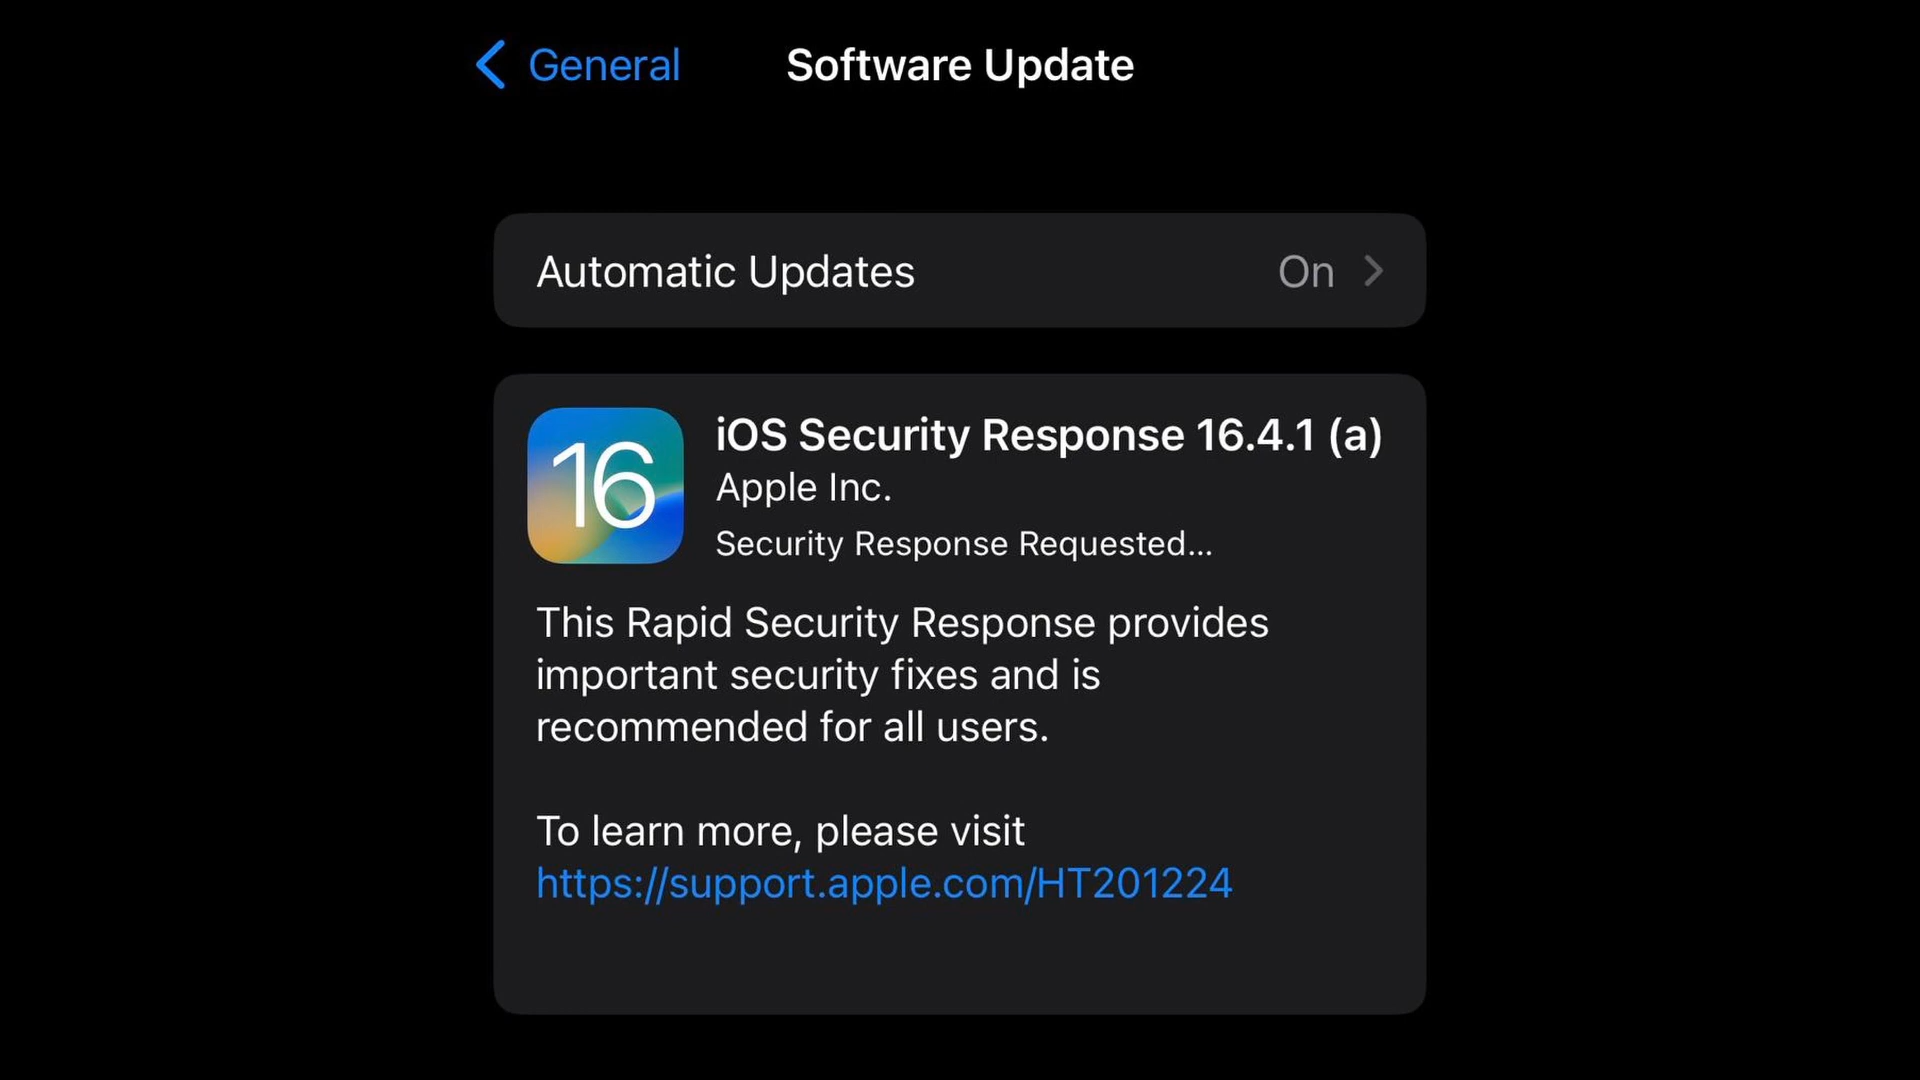 General
Software Update
Automatic Updates On
16
iOS Security Response 16.4.1 (a)
Apple Inc.
Security Response Requested...
This Rapid Security Response provides
important security fixes and is
recommended for all users.
To learn more, please visit
https://support.apple.com/HT201224